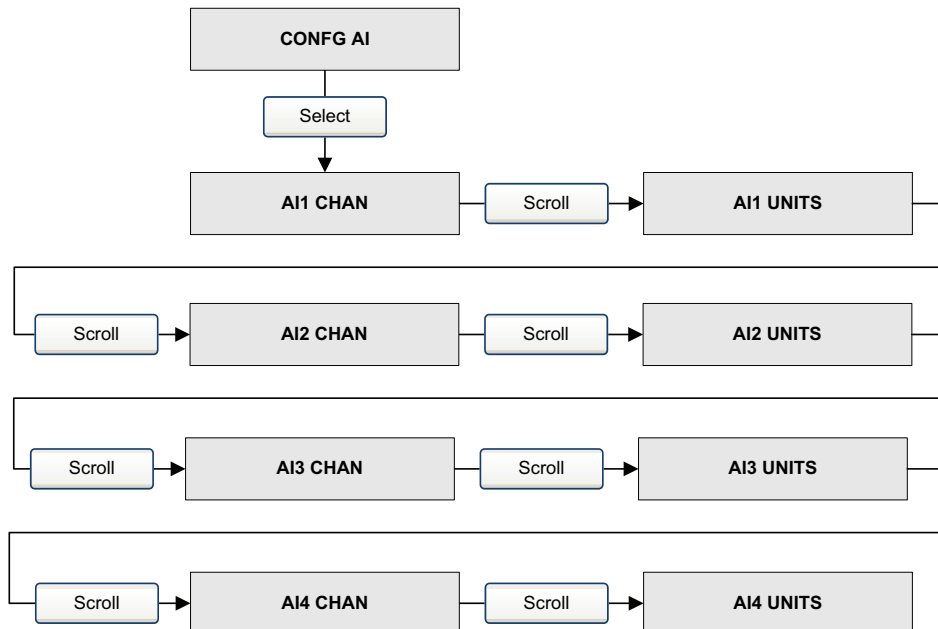 CONFG AI
Select
AI1 CHAN
Scroll
AI1 UNITS
Scroll
AI2 CHAN
Scroll
AI2 UNITS
Scroll
AI3 CHAN
Scroll
AI3 UNITS
Scroll
AI4 CHAN
Scroll
AI4 UNITS